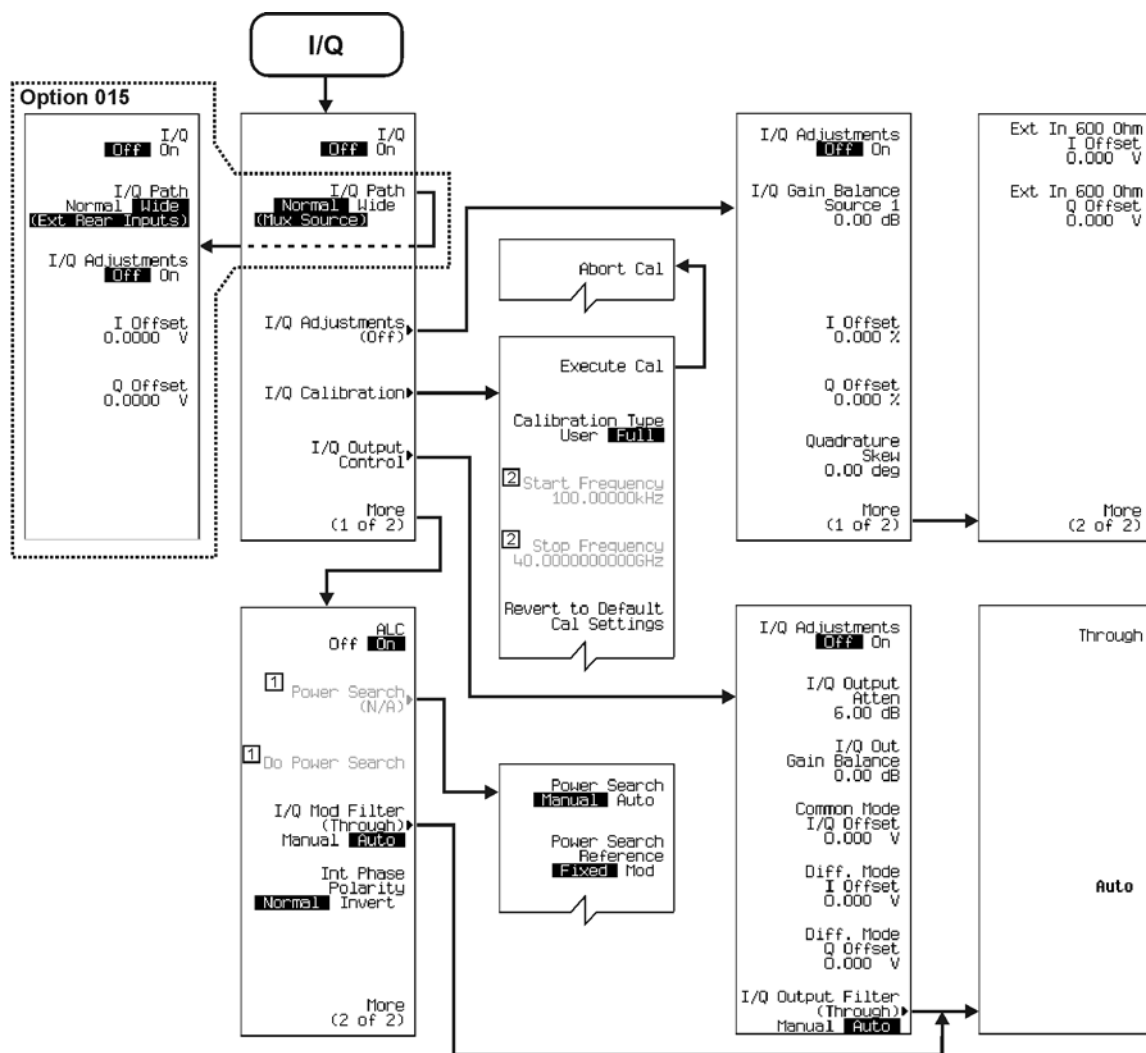 I/Q
Option 015
I/Q
Off On
I/Q Path
Normal Wide
(Ext Rear Inputs)
I/Q Adjustments
Off On
I Offset
0.0000 V
Q Offset
0.0000 V
I/Q
Off On
I/Q Path
Normal Wide
(Mux Source)
I/Q Adjustments
(Off)
I/Q Calibration
I/Q Output
Control
More
(1 of 2)
Abort Cal
Execute Cal
Calibration Type
User Full
2 Start Frequency
100.00000kHz
2 Stop Frequency
40.0000000000GHz
Revert to Default
Cal Settings
I/Q Adjustments
Off On
I/Q Gain Balance
Source 1
0.00 dB
I Offset
0.000 %
Q Offset
0.000 %
Quadrature
Skew
0.00 deg
More
(1 of 2)
Ext In 600 Ohm
I Offset
0.000 V
Ext In 600 Ohm
Q Offset
0.000 V
More
(2 of 2)
ALC
Off On
1 Power Search
(N/A)
1 Do Power Search
I/Q Mod Filter
(Through)
Manual Auto
Int Phase
Polarity
Normal Invert
More
(2 of 2)
Power Search
Manual Auto
Power Search
Reference
Fixed Mod
I/Q Adjustments
Off On
I/Q Output
Atten
6.00 dB
I/Q Out
Gain Balance
0.00 dB
Common Mode
I/Q Offset
0.000 V
Diff. Mode
I Offset
0.000 V
Diff. Mode
Q Offset
0.000 V
I/Q Output Filter
(Through)
Manual Auto
Through
Auto